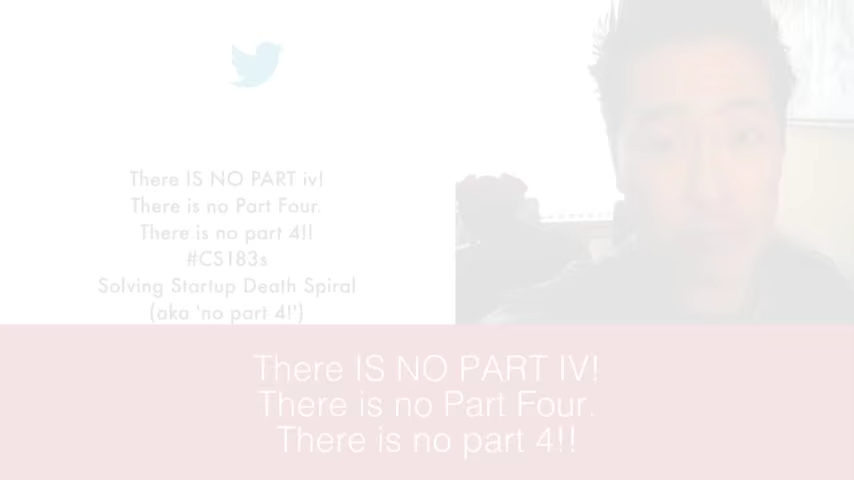 There IS NO PART iv!
There is no Part Four.
There is no part 4!!
#CS183s
Solving Startup Death Spiral
(aka 'no part 4!')
There IS NO PART IV!
There is no Part Four.
There is no part 4!!